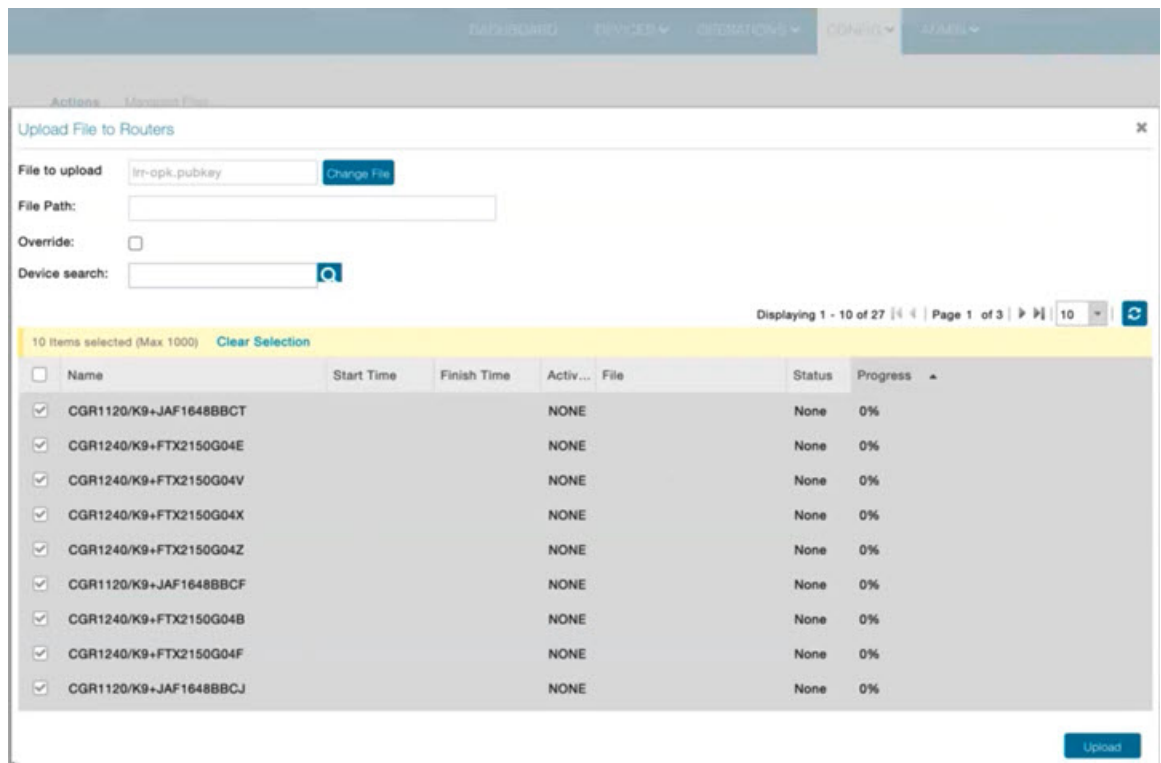 DASHBOARD DEVICES OPERATIONS CONFIG ADMIN
Actions Managed Files
Upload File to Routers
File to upload lrr-opk.pubkey Change File
File Path:
Override:
Device search:
Displaying 1 - 10 of 27 Page 1 of 3 10
10 Items selected (Max 1000) Clear Selection
Name Start Time Finish Time Activ... File Status Progress
CGR1120/K9+JAF1648BBCT NONE None 0%
CGR1240/K9+FTX2150G04E NONE None 0%
CGR1240/K9+FTX2150G04V NONE None 0%
CGR1240/K9+FTX2150G04X NONE None 0%
CGR1240/K9+FTX2150G04Z NONE None 0%
CGR1120/K9+JAF1648BBCF NONE None 0%
CGR1240/K9+FTX2150G04B NONE None 0%
CGR1240/K9+FTX2150G04F NONE None 0%
CGR1120/K9+JAF1648BBCJ NONE None 0%
Upload